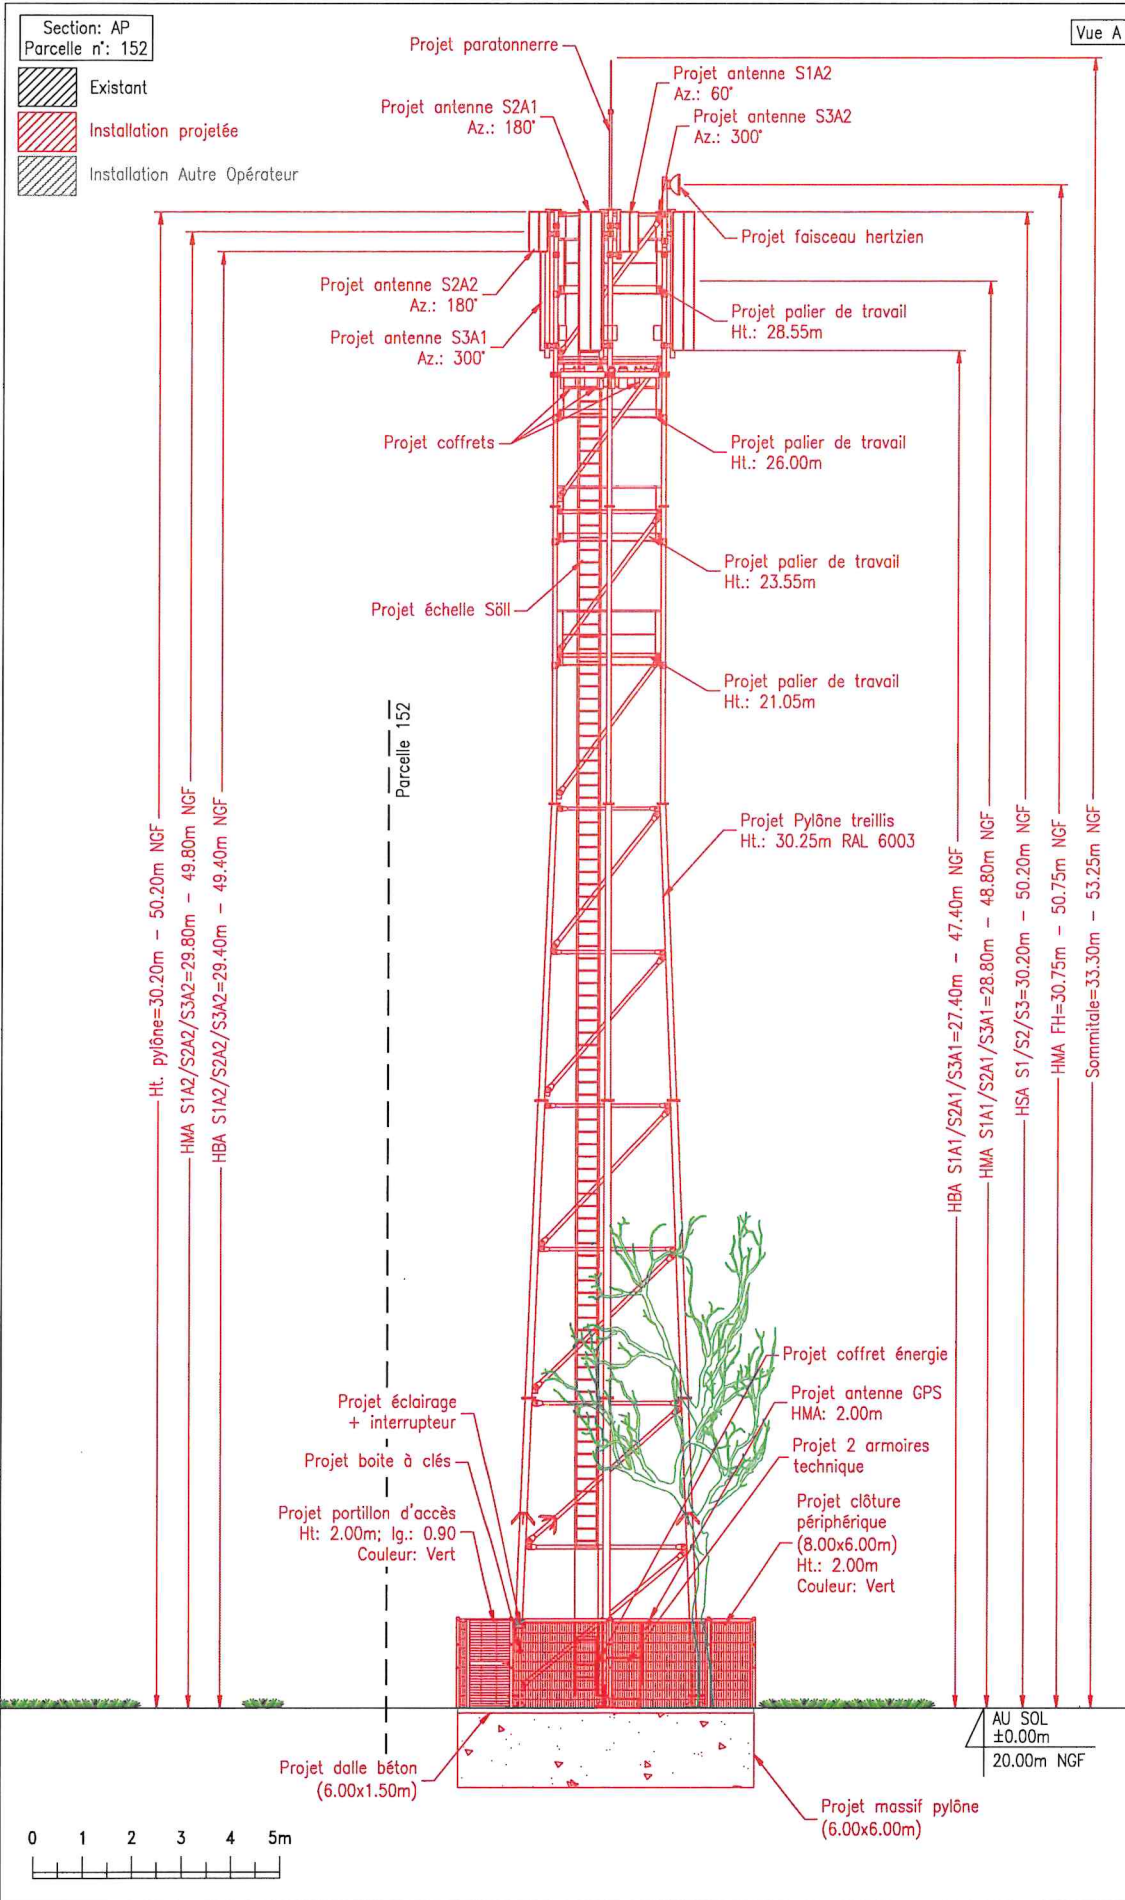 Section: AP
Parcelle n°: 152
Vue A
Existant
Installation projetée
Installation Autre Opérateur
Projet paratonnerre
Projet antenne S1A2
Az.: 60°
Projet antenne S2A1
Az.: 180°
Projet antenne S3A2
Az.: 300°
Projet faisceau hertzien
Projet antenne S2A2
Az.: 180°
Projet antenne S3A1
Az.: 300°
Projet palier de travail
Ht.: 28.55m
Projet coffrets
Projet palier de travail
Ht.: 26.00m
Projet palier de travail
Ht.: 23.55m
Projet échelle Söll
Projet palier de travail
Ht.: 21.05m
Parcelle 152
Projet Pylône treillis
Ht.: 30.25m RAL 6003
Ht. pylône=30.20m - 50.20m NGF
HMA S1A2/S2A2/S3A2=29.80m - 49.80m NGF
HBA S1A2/S2A2/S3A2=29.40m - 49.40m NGF
HBA S1A1/S2A1/S3A1=27.40m - 47.40m NGF
HMA S1A1/S2A1/S3A1=28.80m - 48.80m NGF
HSA S1/S2/S3=30.20m - 50.20m NGF
HMA FH=30.75m - 50.75m NGF
Sommitale=33.30m - 53.25m NGF
Projet coffret énergie
Projet éclairage
+ interrupteur
Projet antenne GPS
HMA: 2.00m
Projet boite à clés
Projet 2 armoires
technique
Projet portillon d'accès
Ht: 2.00m; lg.: 0.90
Couleur: Vert
Projet clôture
périphérique
(8.00x6.00m)
Ht.: 2.00m
Couleur: Vert
AU SOL
±0.00m
20.00m NGF
Projet dalle béton
(6.00x1.50m)
Projet massif pylône
(6.00x6.00m)
0 1 2 3 4 5m